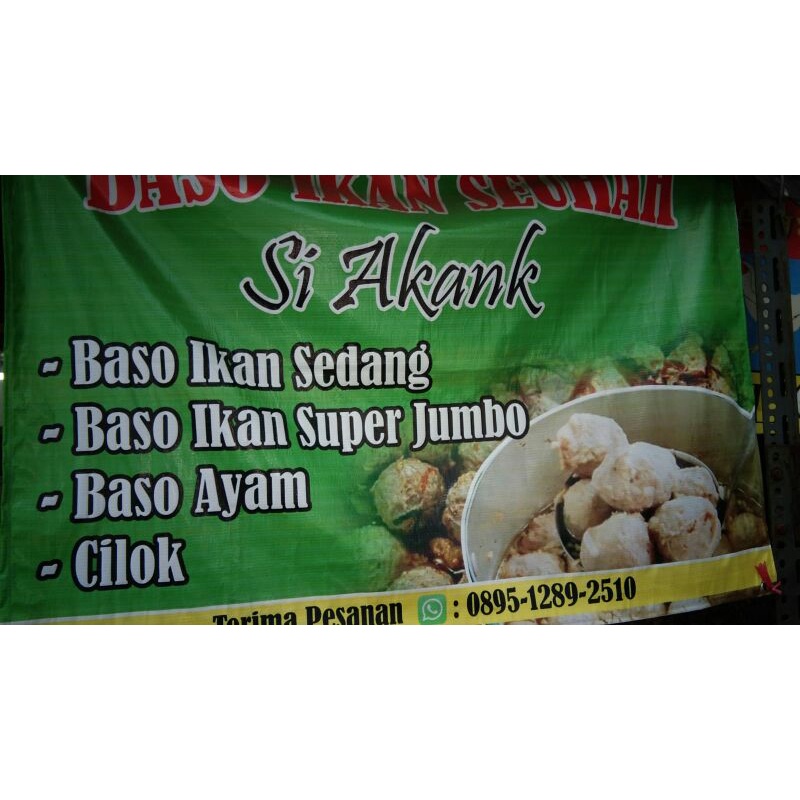 BASO IKAN SEURAH
Si Akank
- Baso Ikan Sedang
- Baso Ikan Super Jumbo
- Baso Ayam
- Cilok
Terima Pesanan : 0895-1289-2510